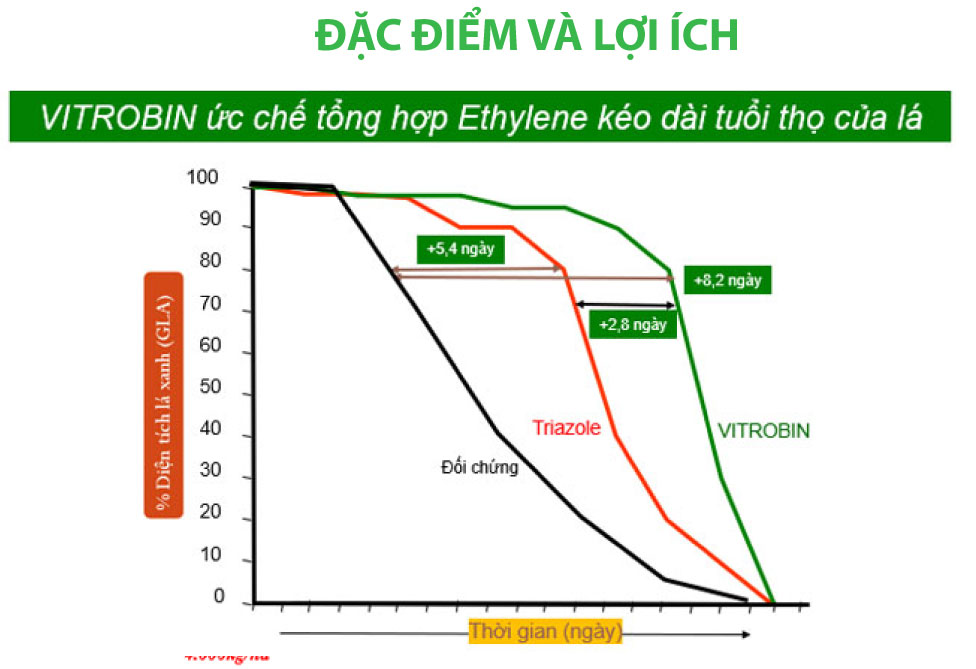 ĐẶC ĐIỂM VÀ LỢI ÍCH
VITROBIN ức chế tổng hợp Ethylene kéo dài tuổi thọ của lá
100
90
80
70
60
50
40
30
20
10
0
% Diện tích lá xanh (GLA)
+5,4 ngày
+8,2 ngày
+2,8 ngày
Triazole
VITROBIN
Đối chứng
Thời gian (ngày)